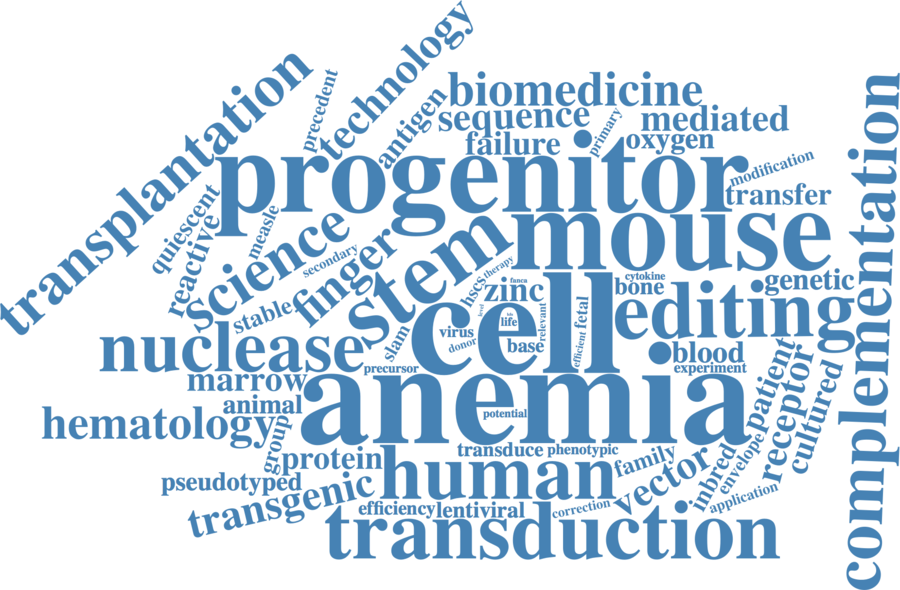 technology
transplantation
precedent
biomedicine
antigen
sequence
mediated
primary
failure
oxygen
progenitor
modification
transfer
quiescent
measle
reactive
science
mouse
secondary
finger
stem
therapy
fanca
cytokine
hscs
zinc
bone
genetic
complementation
stable
cell
editing
life
level
relevant
fetal
virus
slam
donor
base
efficient
nuclease
blood
precursor
experiment
marrow
anemia
patient
receptor
cultured
animal
hematology
potential
group
transduce
phenotypic
protein
human
family
inbred
envelope
pseudotyped
vector
transgenic
application
efficiency
lentiviral
correction
transduction